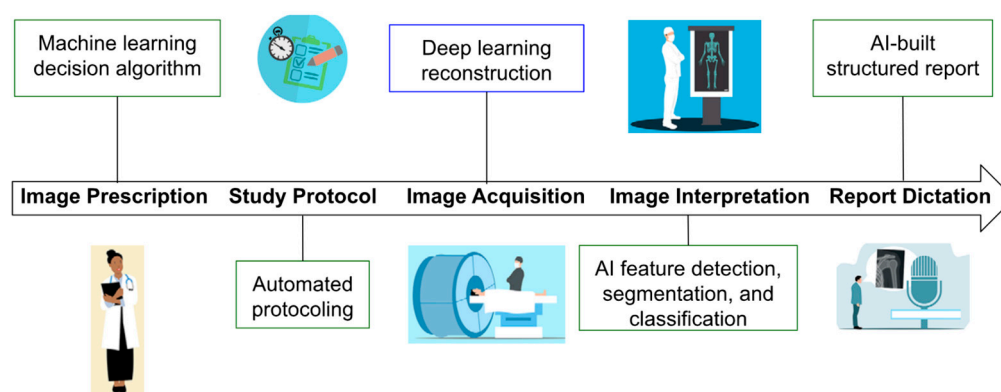 Machine learning
decision algorithm
Deep learning
reconstruction
AI-built
structured report
Image Prescription
Study Protocol
Image Acquisition
Image Interpretation
Report Dictation
Automated
protocoling
AI feature detection,
segmentation, and
classification